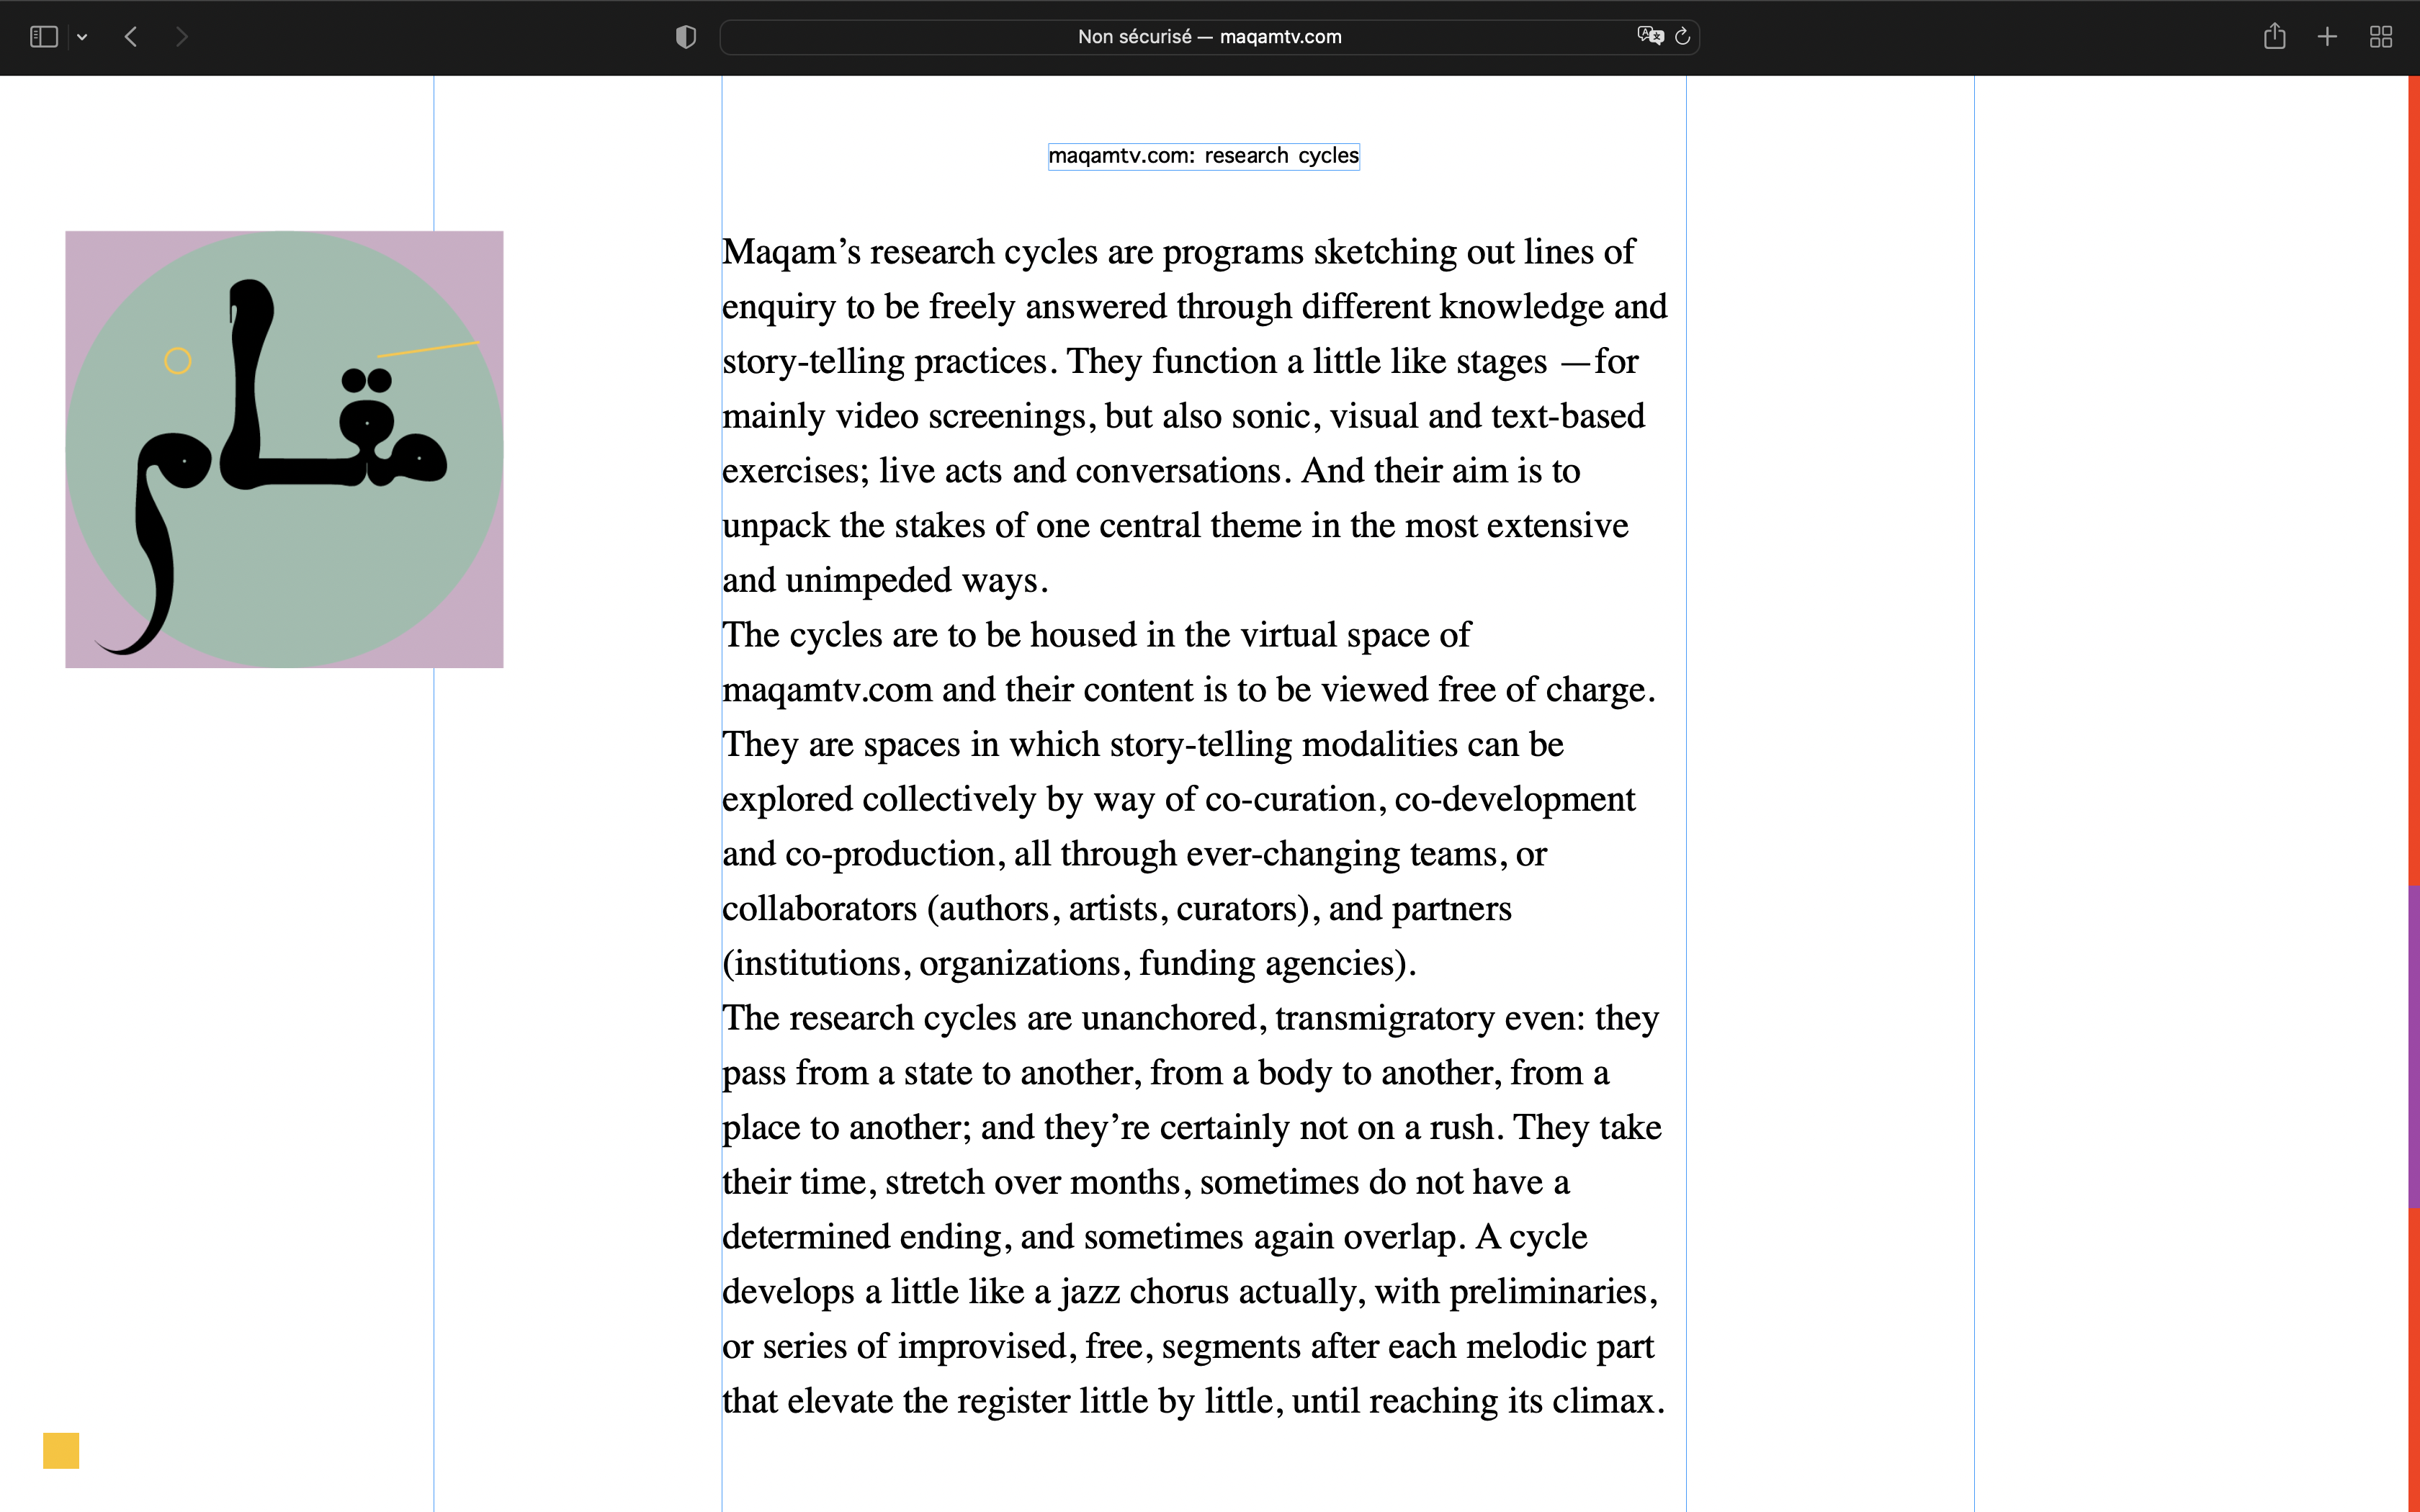 Non sécurisé — maqamtv.com
maqamtv.com: research cycles
مقام
Maqam’s research cycles are programs sketching out lines of
enquiry to be freely answered through different knowledge and
story-telling practices. They function a little like stages —for
mainly video screenings, but also sonic, visual and text-based
exercises; live acts and conversations. And their aim is to
unpack the stakes of one central theme in the most extensive
and unimpeded ways.
The cycles are to be housed in the virtual space of
maqamtv.com and their content is to be viewed free of charge.
They are spaces in which story-telling modalities can be
explored collectively by way of co-curation, co-development
and co-production, all through ever-changing teams, or
collaborators (authors, artists, curators), and partners
(institutions, organizations, funding agencies).
The research cycles are unanchored, transmigratory even: they
pass from a state to another, from a body to another, from a
place to another; and they’re certainly not on a rush. They take
their time, stretch over months, sometimes do not have a
determined ending, and sometimes again overlap. A cycle
develops a little like a jazz chorus actually, with preliminaries,
or series of improvised, free, segments after each melodic part
that elevate the register little by little, until reaching its climax.